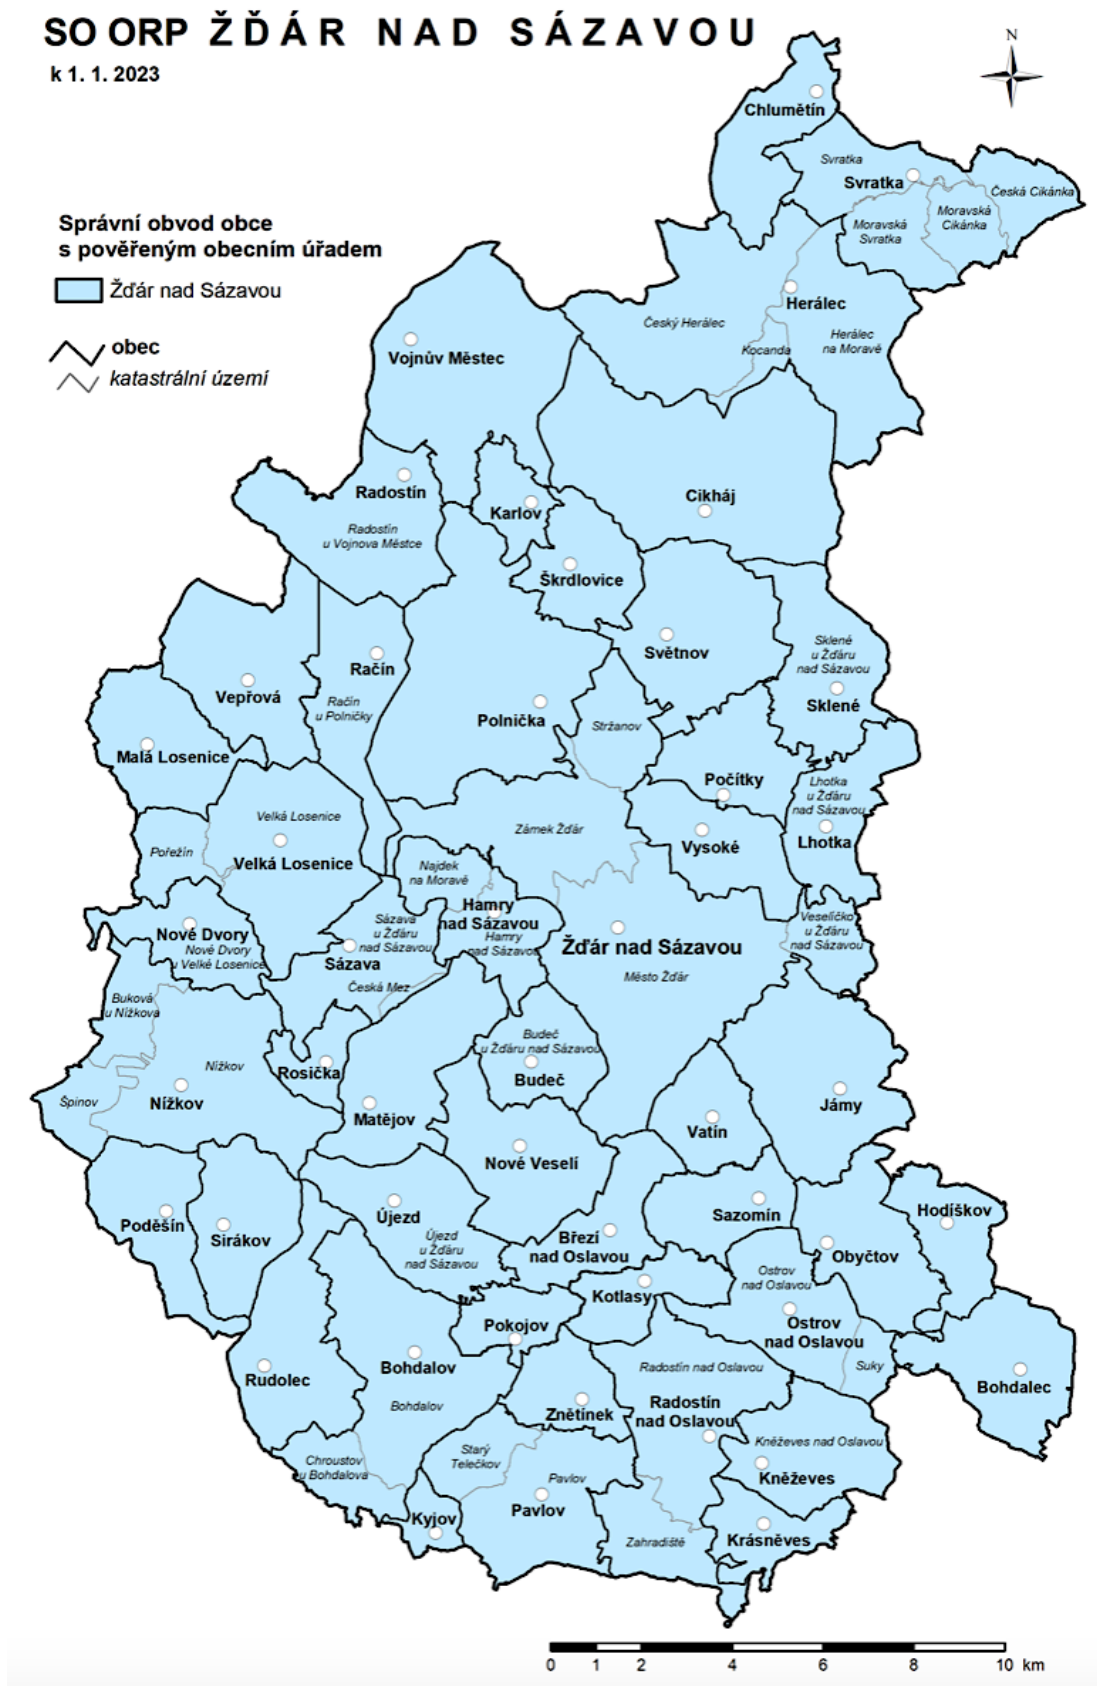 SO ORP ŽĎÁR NAD SÁZAVOU
k 1. 1. 2023
N
Správní obvod obce
s pověřeným obecním úřadem
Žďár nad Sázavou
obec
katastrální území
Chlumětín
Svratka
Svratka
Česká Cikánka
Moravská
Cikánka
Moravská
Svratka
Herálec
Český Herálec
Herálec
na Moravě
Kocanda
Vojnův Městec
Radostín
Radostín
u Vojnova Městce
Karlov
Cikháj
Škrdlovice
Světnov
Sklené
u Žďáru
nad Sázavou
Sklené
Račín
Račín
u Polničky
Vepřová
Polnička
Stržanov
Malá Losenice
Počítky
Lhotka
u Žďáru
nad Sázavou
Lhotka
Velká Losenice
Velká Losenice
Zámek Žďár
Vysoké
Pořežín
Najdek
na Moravě
Hamry
nad Sázavou
Hamry
nad Sázavou
Sázava
u Žďáru
nad Sázavou
Sázava
Nové Dvory
Nové Dvory
u Velké Losenice
Žďár nad Sázavou
Město Žďár
Veselíčko
u Žďáru
nad Sázavou
Česká Mez
Buková
u Nížkova
Budeč
u Žďáru nad Sázavou
Budeč
Nížkov
Nížkov
Rosička
Špinov
Matějov
Jámy
Vatín
Nové Veselí
Poděšín
Sirákov
Újezd
Újezd
u Žďáru
nad Sázavou
Sazomín
Hodíškov
Březí
nad Oslavou
Obyčtov
Kotlasy
Ostrov
nad Oslavou
Ostrov
nad Oslavou
Pokojov
Suky
Rudolec
Bohdalov
Bohdalov
Radostín nad Oslavou
Radostín
nad Oslavou
Bohdalec
Znětínek
Kněževes nad Oslavou
Kněževes
Chroustov
u Bohdalova
Starý
Telečkov
Pavlov
Pavlov
Kyjov
Zahradiště
Krásněves
0 1 2 4 6 8 10 km